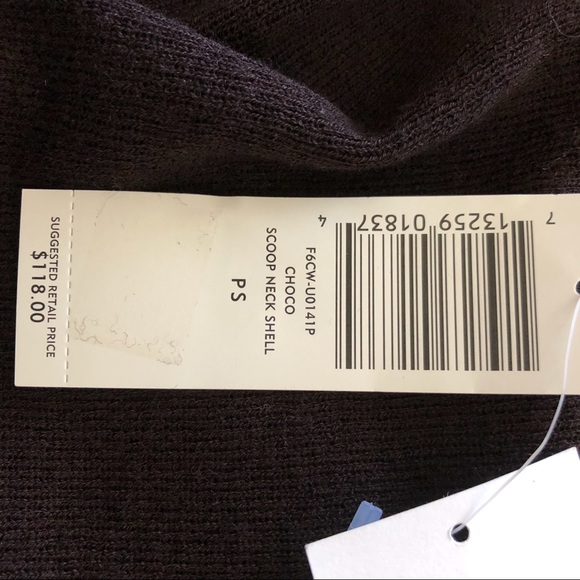 7 13259 01837 4
F6CW-U0141P
CHOCO
SCOOP NECK SHELL
PS
SUGGESTED RETAIL PRICE
$118.00